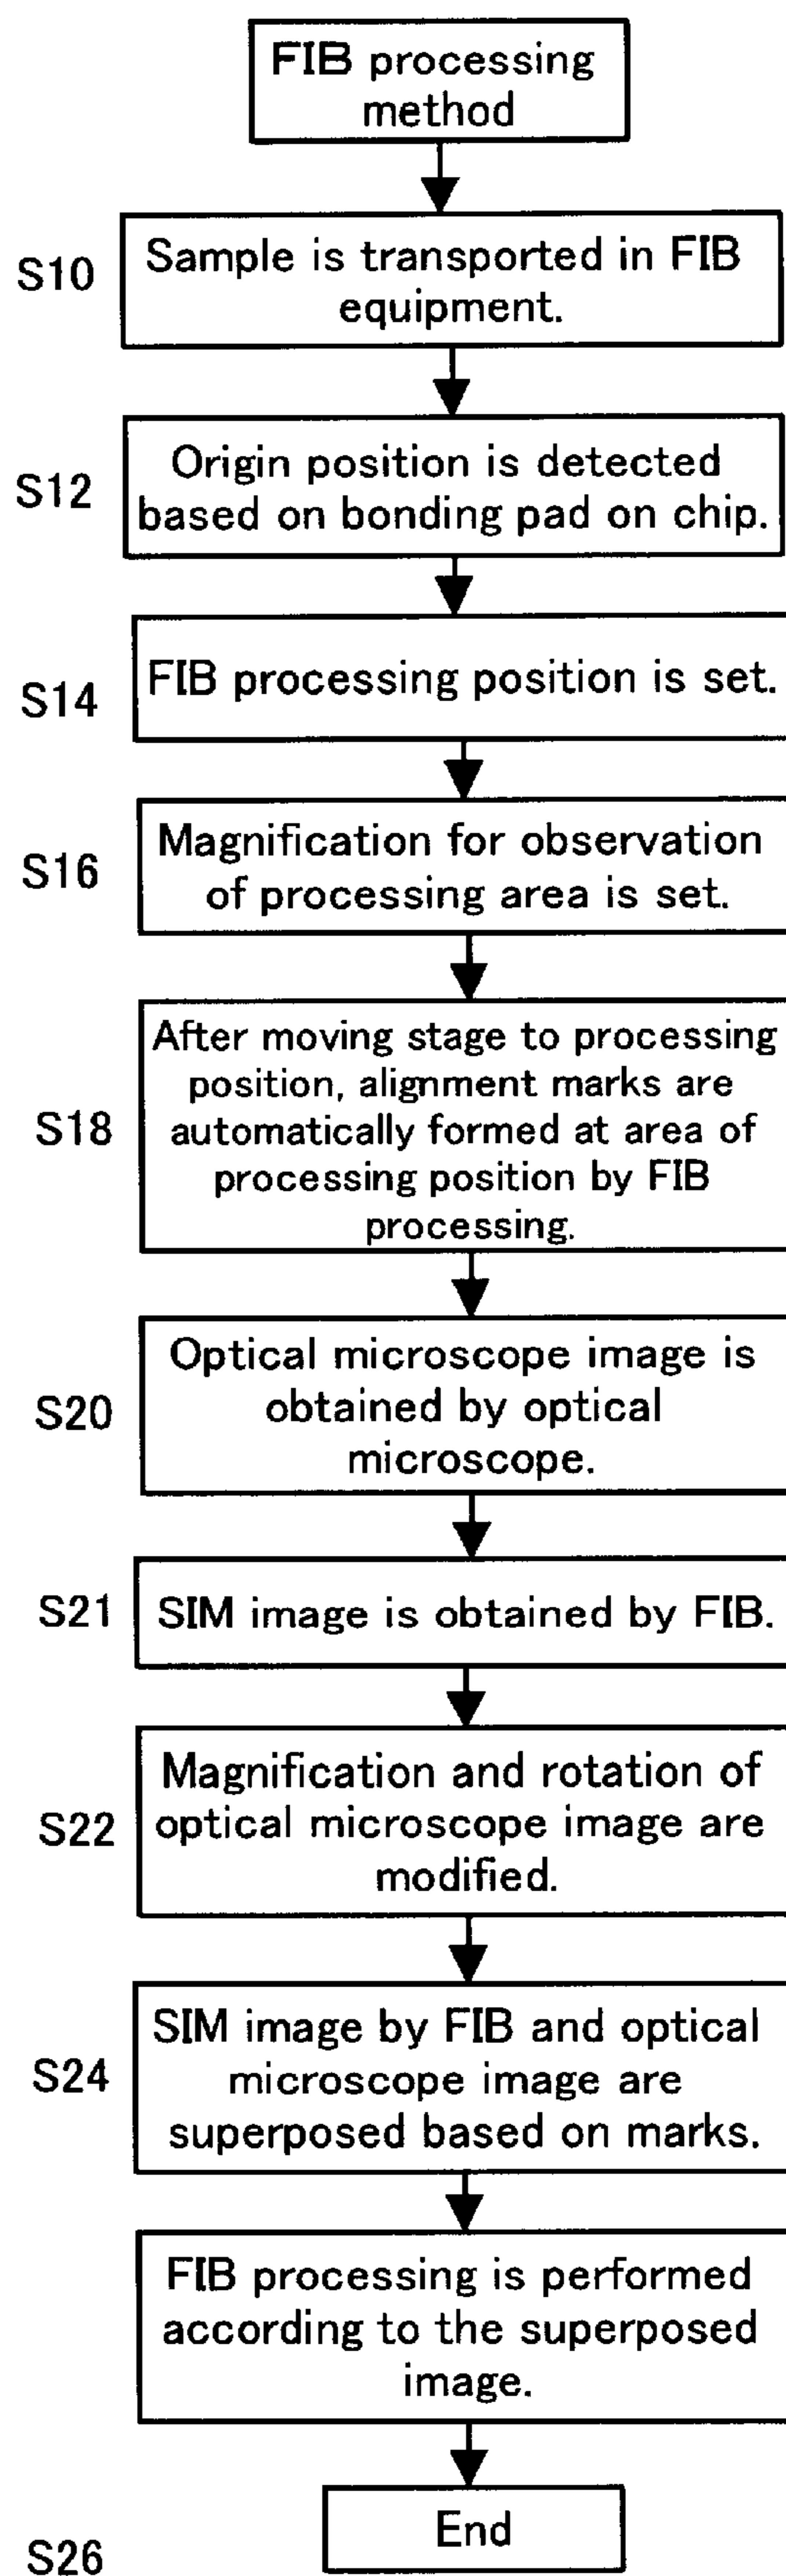 FIB processing
method
S10
Sample is transported in FIB
equipment.
S12
Origin position is detected
based on bonding pad on chip.
S14
FIB processing position is set.
S16
Magnification for observation
of processing area is set.
S18
After moving stage to processing
position, alignment marks are
automatically formed at area of
processing position by FIB
processing.
S20
Optical microscope image is
obtained by optical
microscope.
S21
SIM image is obtained by FIB.
S22
Magnification and rotation of
optical microscope image are
modified.
S24
SIM image by FIB and optical
microscope image are
superposed based on marks.
FIB processing is performed
according to the superposed
image.
End
S26